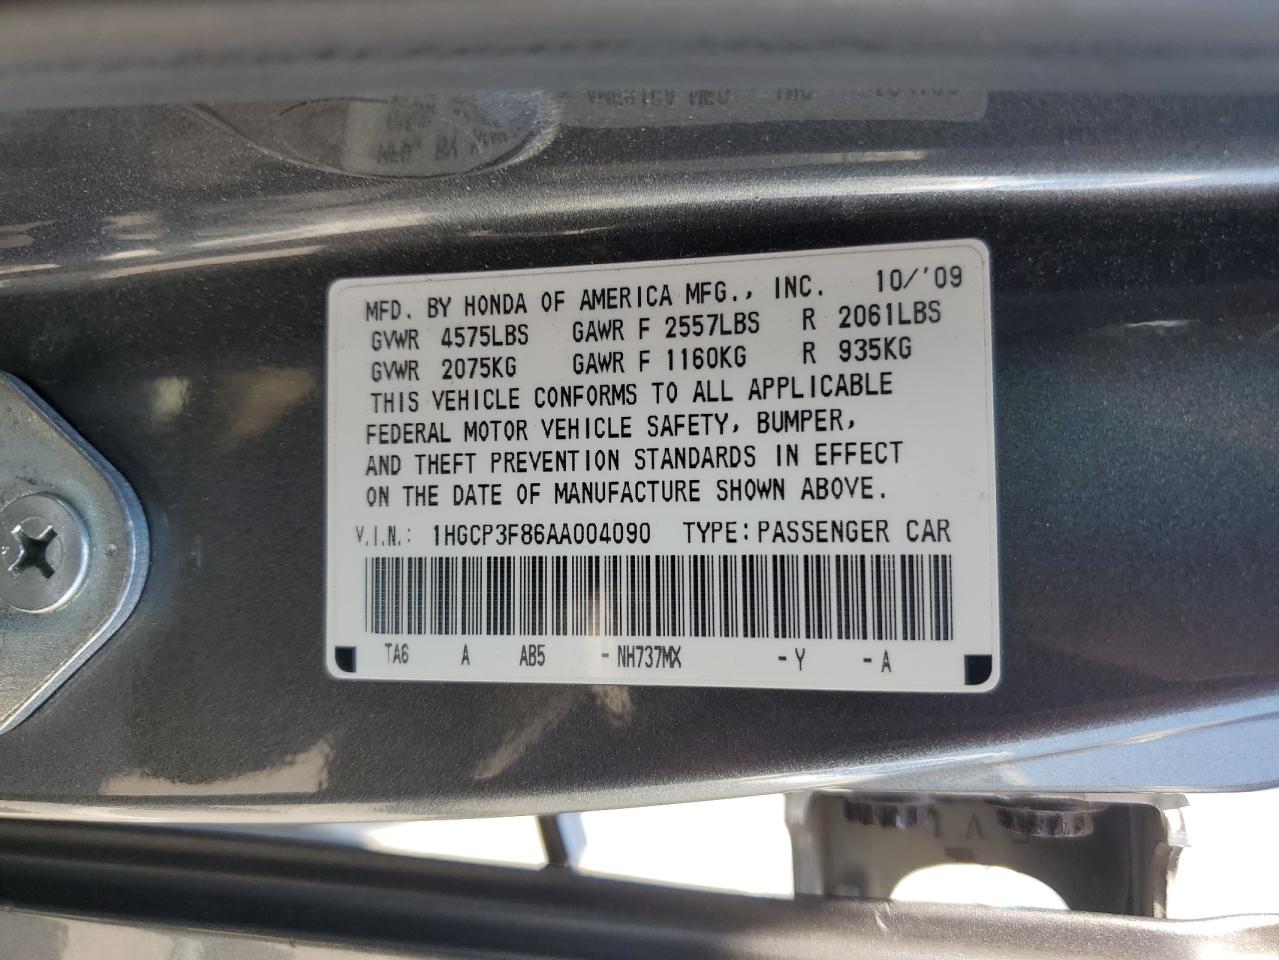 MFD. BY HONDA OF AMERICA MFG., INC. 10/'09
GVWR 4575LBS GAWR F 2557LBS R 2061LBS
GVWR 2075KG GAWR F 1160KG R 935KG
THIS VEHICLE CONFORMS TO ALL APPLICABLE
FEDERAL MOTOR VEHICLE SAFETY, BUMPER,
AND THEFT PREVENTION STANDARDS IN EFFECT
ON THE DATE OF MANUFACTURE SHOWN ABOVE.
V.I.N.: 1HGCP3F86AA004090 TYPE: PASSENGER CAR
TA6 A AB5 - NH737MX - Y - A